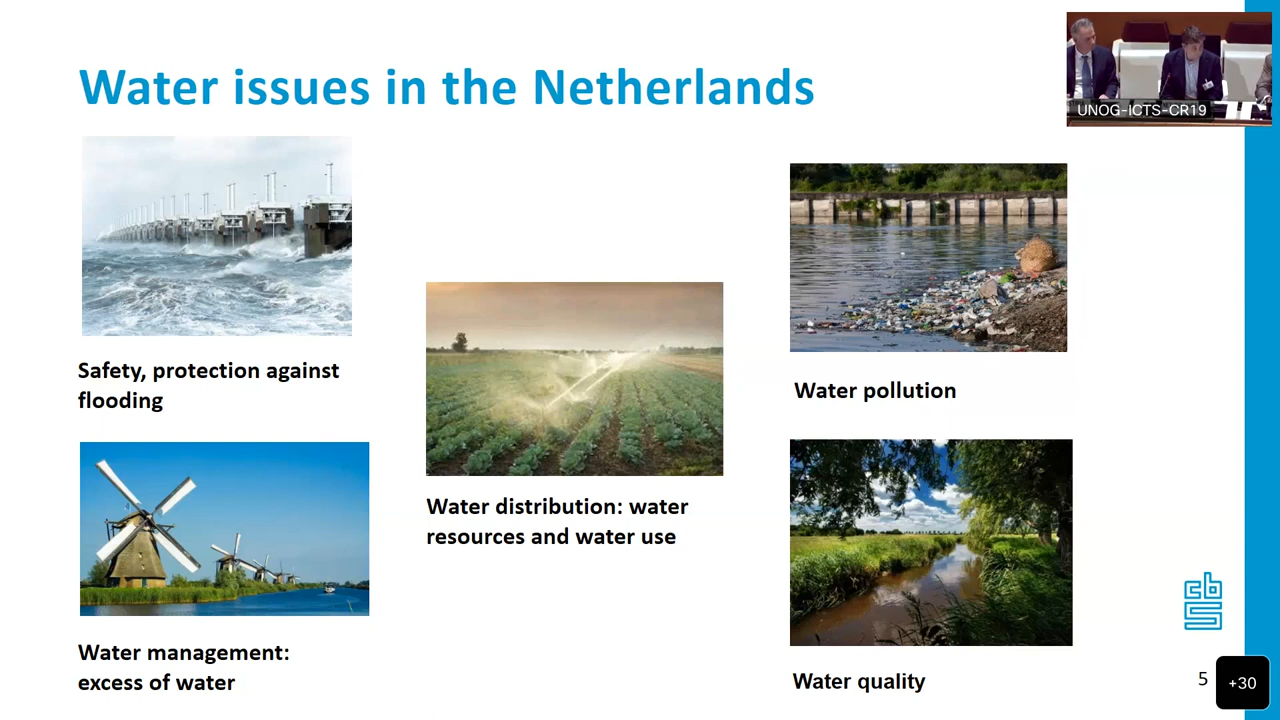 Water issues in the Netherlands
UNOG-ICTS-CR19
Safety, protection against
flooding
Water management:
excess of water
Water distribution: water
resources and water use
Water pollution
Water quality
cbs
5
+30